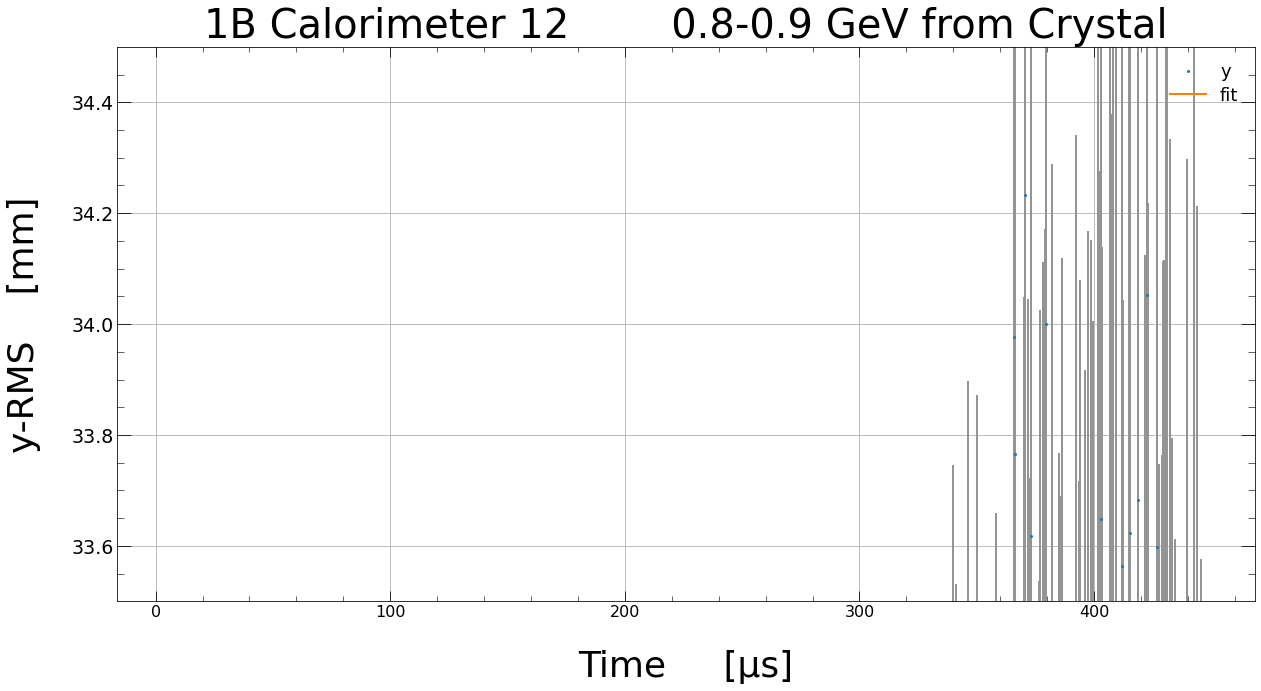 1B Calorimeter 12 0.8-0.9 GeV from Crystal
y
fit
34.4
34.2
34.0
33.8
33.6
y-RMS [mm]
0 100 200 300 400
Time [µs]